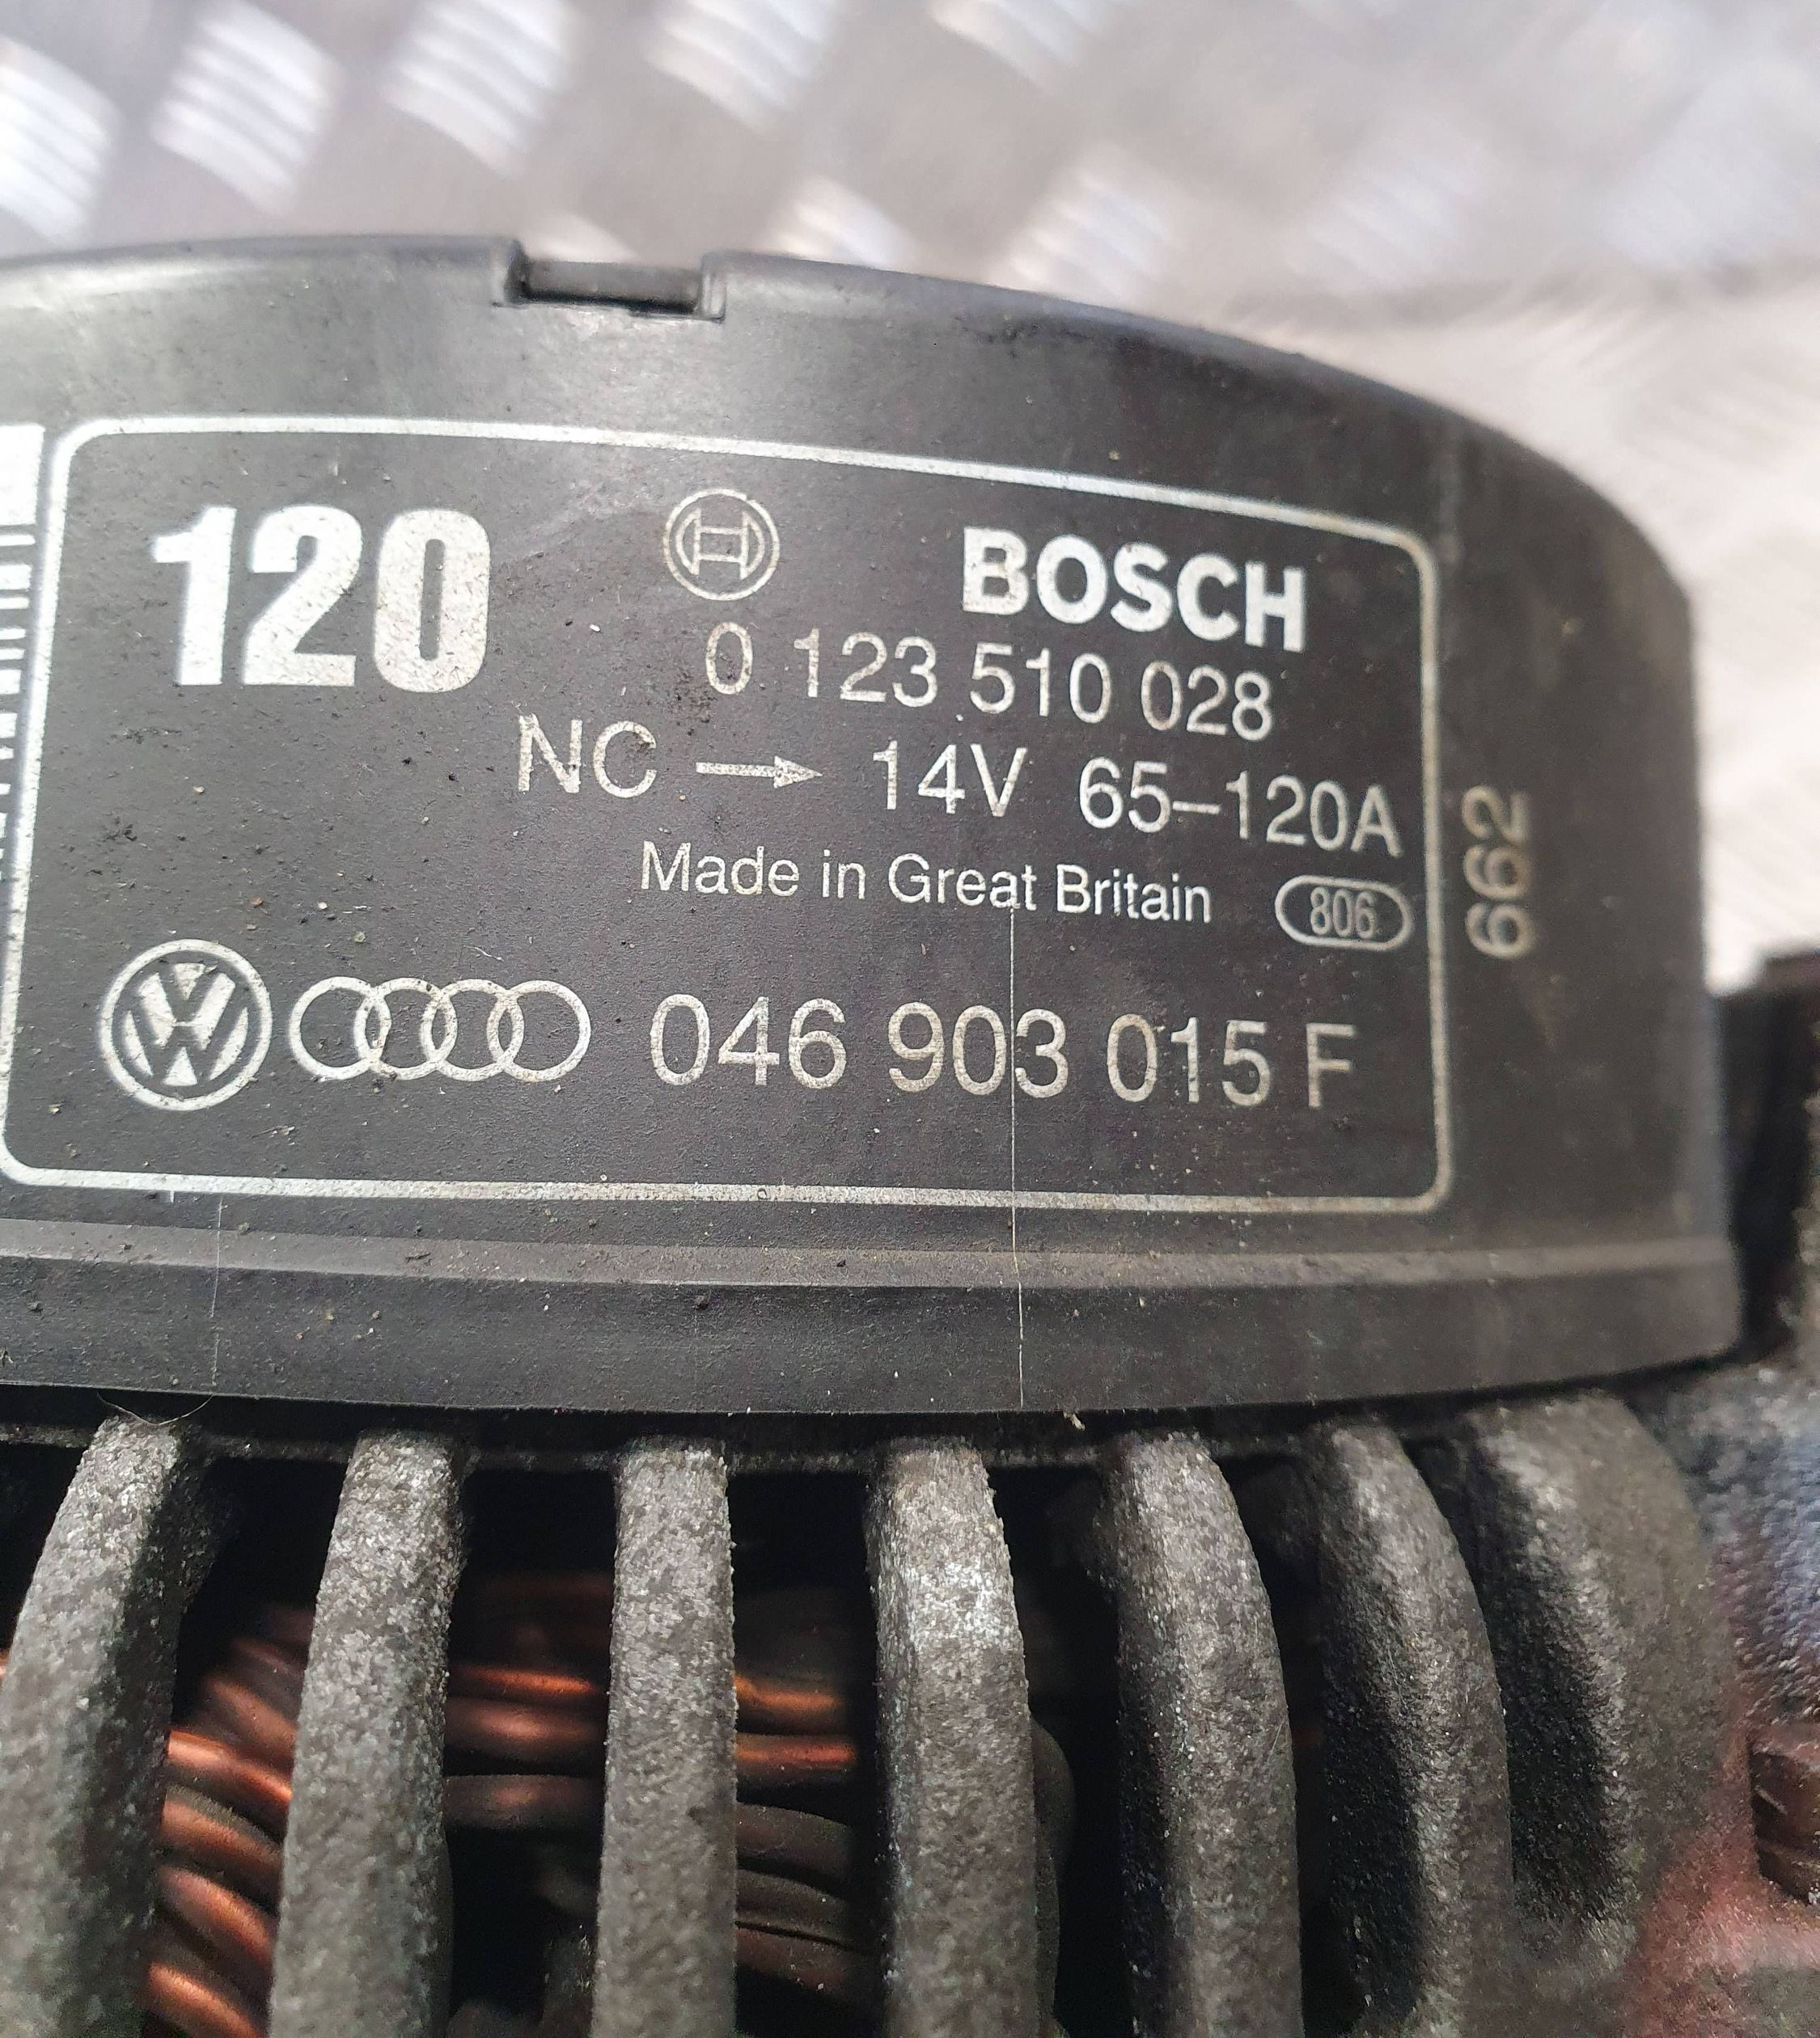 120
BOSCH
0 123 510 028
NC → 14V 65–120A
Made in Great Britain 806
046 903 015 F
662